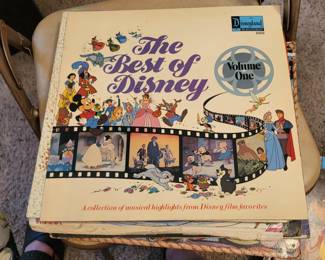 Disneyland
The
Best of
Disney
Volume
One
A collection of musical highlights from Disney film favorites